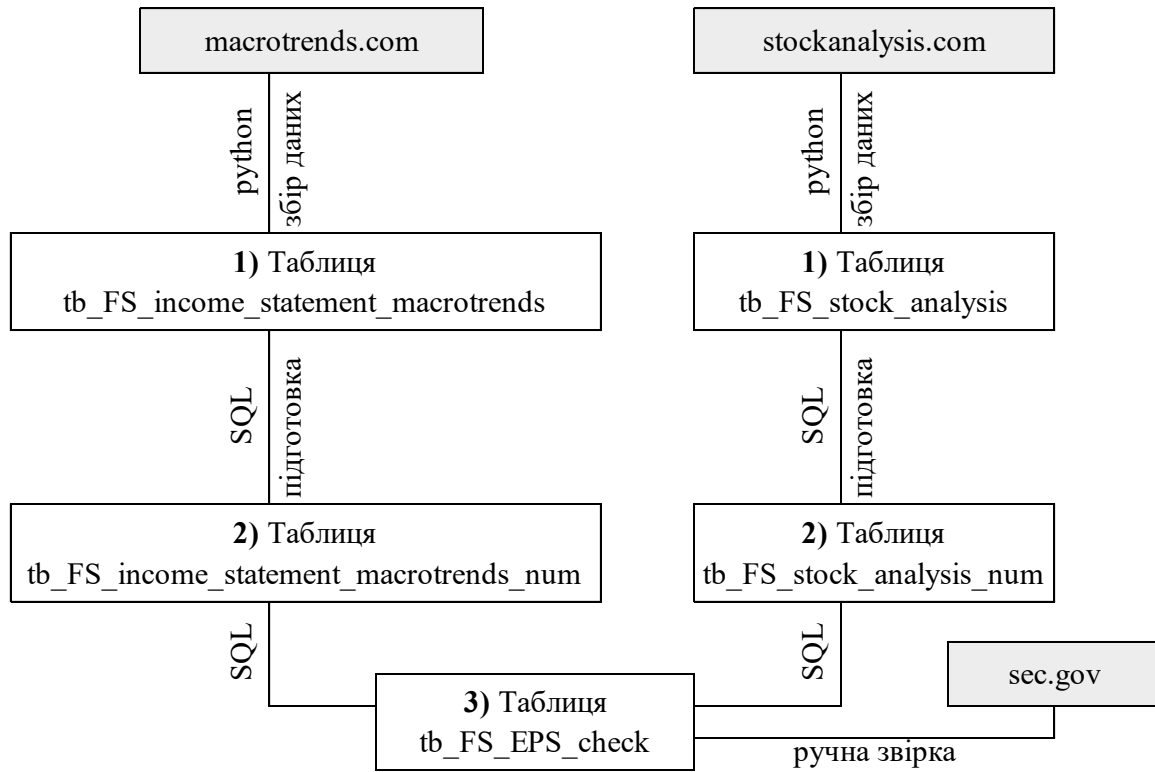 macrotrends.com
stockanalysis.com
python
збір даних
python
збір даних
1) Таблиця
tb_FS_income_statement_macrotrends
1) Таблиця
tb_FS_stock_analysis
SQL
підготовка
SQL
підготовка
2) Таблиця
tb_FS_income_statement_macrotrends_num
2) Таблиця
tb_FS_stock_analysis_num
SQL
SQL
sec.gov
3) Таблиця
tb_FS_EPS_check
ручна звірка